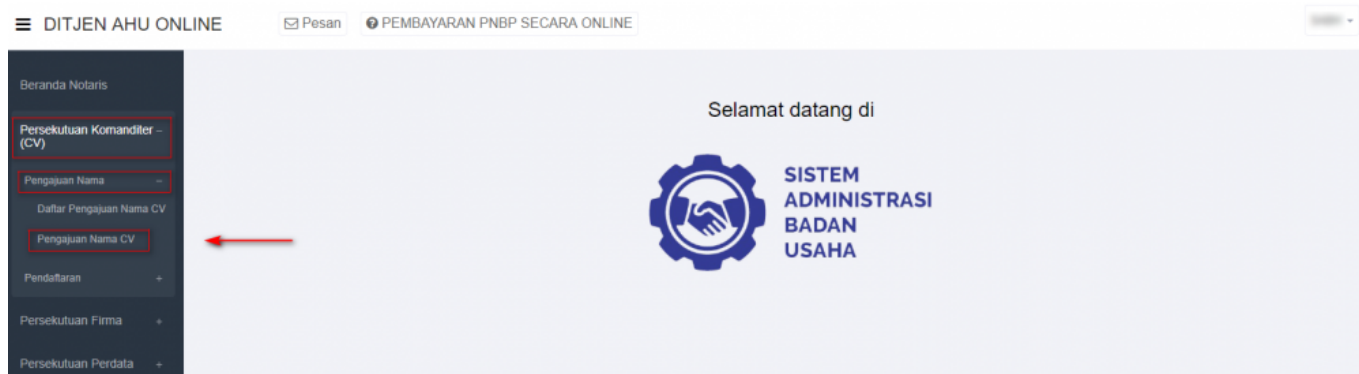 DITJEN AHU ONLINE
Pesan
PEMBAYARAN PNBP SECARA ONLINE
Beranda Notaris
Persekutuan Komanditer –
(CV)
Pengajuan Nama –
Daftar Pengajuan Nama CV
Pengajuan Nama CV
Pendaftaran +
Persekutuan Firma +
Persekutuan Perdata +
Selamat datang di
SISTEM
ADMINISTRASI
BADAN
USAHA